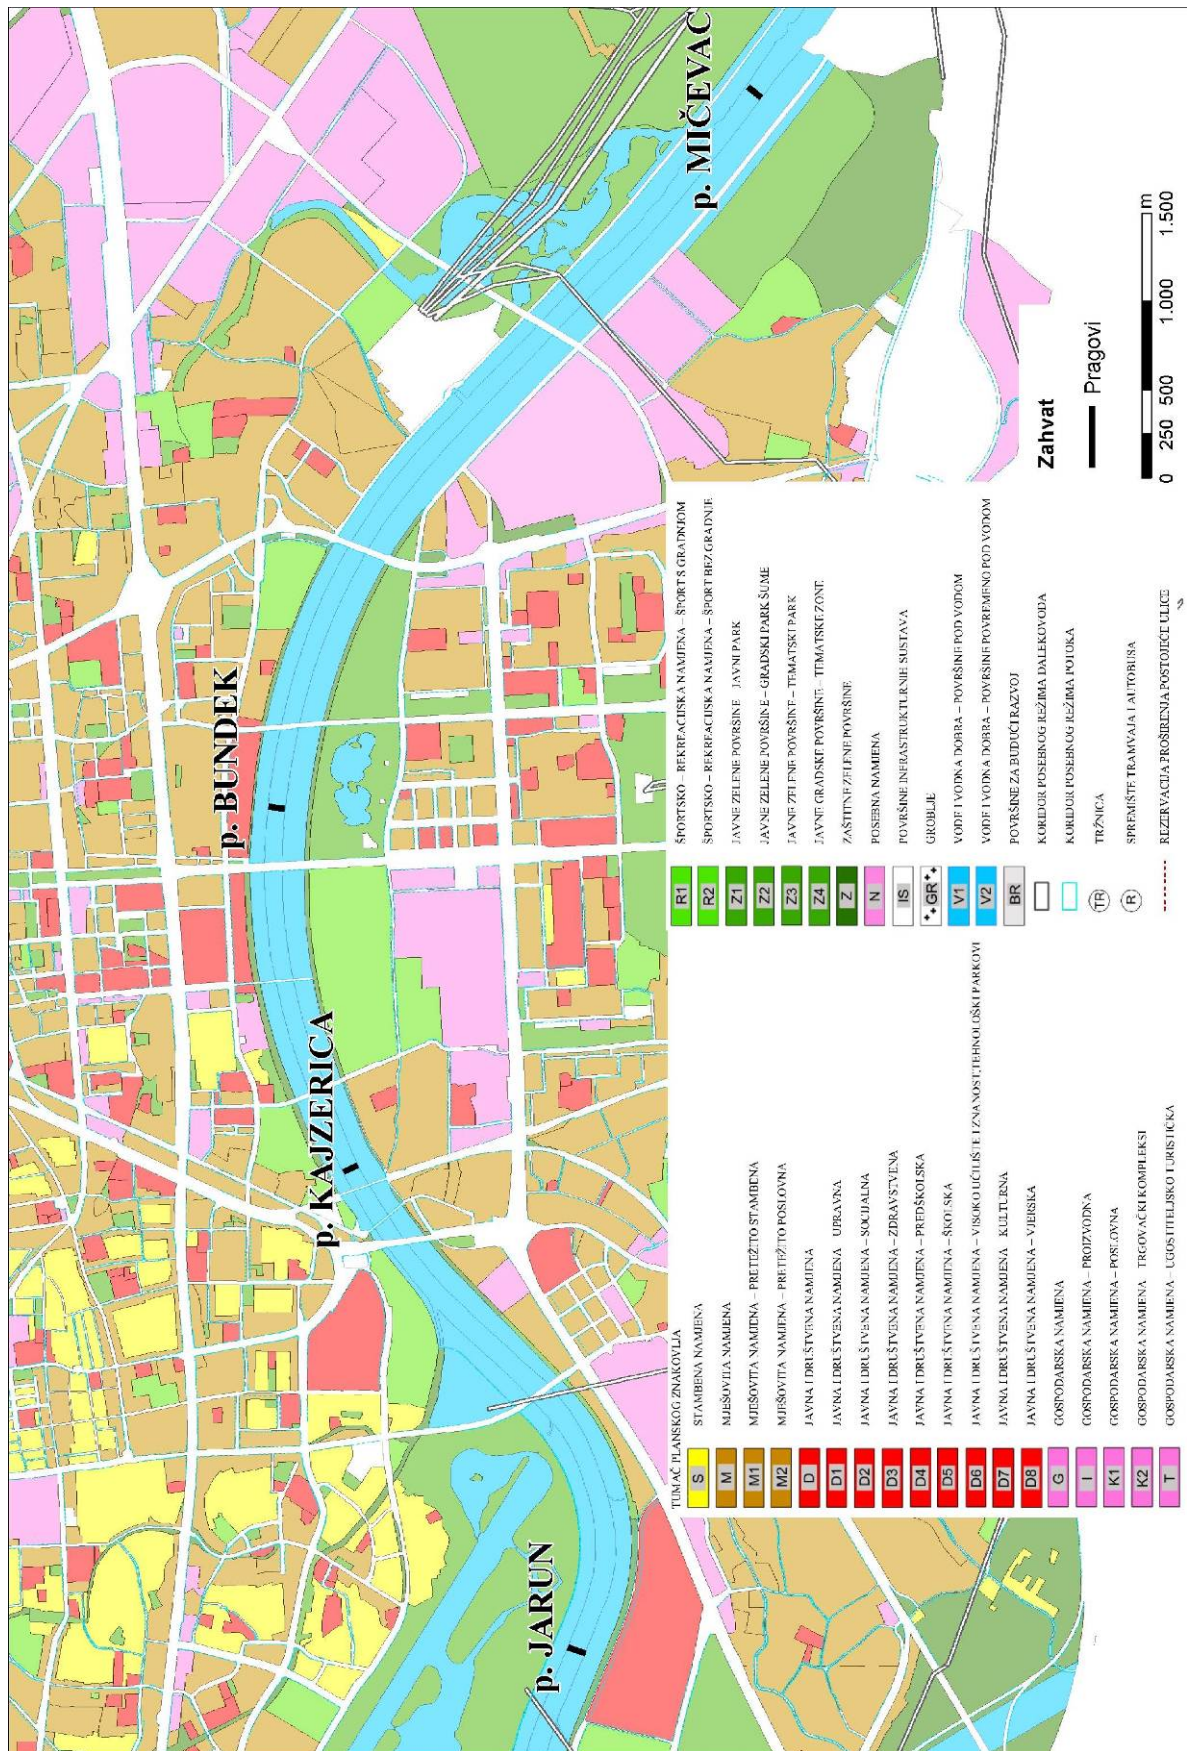 p. JARUN
p. KAJZERICA
p. BUNDEK
p. MIČEVAC
TUMAČ PLANSKOG ZNAKOVLJA
S STAMBENA NAMJENA
M MJEŠOVITA NAMJENA
M1 MJEŠOVITA NAMJENA – PRETEŽITO STAMBENA
M2 MJEŠOVITA NAMJENA – PRETEŽITO POSLOVNA
D JAVNA I DRUŠTVENA NAMJENA
D1 JAVNA I DRUŠTVENA NAMJENA UPRAVNA
D2 JAVNA I DRUŠTVENA NAMJENA – SOCIJALNA
D3 JAVNA I DRUŠTVENA NAMJENA – ZDRAVSTVENA
D4 JAVNA I DRUŠTVENA NAMJENA – PREDŠKOLSKA
D5 JAVNA I DRUŠTVENA NAMJENA – ŠKOLSKA
D6 JAVNA I DRUŠTVENA NAMJENA – VISOKO UČILIŠTE I ZNANOST,TEHNOLOŠKI PARKOVI
D7 JAVNA I DRUŠTVENA NAMJENA KULTURNA
D8 JAVNA I DRUŠTVENA NAMJENA – VJERSKA
G GOSPODARSKA NAMJENA
I GOSPODARSKA NAMJENA – PROIZVODNA
K1 GOSPODARSKA NAMJENA – POSLOVNA
K2 GOSPODARSKA NAMJENA TRGOVAČKI KOMPLEKSI
T GOSPODARSKA NAMJENA – UGOSTITELJSKO TURISTIČKA
R1 ŠPORTSKO – REKREACIJSKA NAMJENA – ŠPORT S GRADNJOM
R2 ŠPORTSKO – REKREACIJSKA NAMJENA – ŠPORT BEZ GRADNJE
Z1 JAVNE ZELENE POVRŠINE JAVNI PARK
Z2 JAVNE ZELENE POVRŠINE – GRADSKI PARK ŠUME
Z3 JAVNE ZELENE POVRŠINE – TEMATSKI PARK
Z4 JAVNE GRADSKE POVRŠINE – TEMATSKE ZONE
Z ZAŠTITNE ZELENE POVRŠINE
N POSEBNA NAMJENA
IS POVRŠINE INFRASTRUKTURNIH SUSTAVA
GR GROBLJE
V1 VODE I VODNA DOBRA – POVRŠINE POD VODOM
V2 VODE I VODNA DOBRA – POVRŠINE POVREMENO POD VODOM
BR POVRŠINE ZA BUDUĆI RAZVOJ
KORIDOR POSEBNOG REŽIMA DALEKOVODA
KORIDOR POSEBNOG REŽIMA POTOKA
TR TRŽNICA
R SPREMIŠTE TRAMVAJA I AUTOBUSA
REZERVACIJA PROŠIRENJA POSTOJEĆE ULICE
Zahvat
Pragovi
0 250 500 1.000 1.500
m